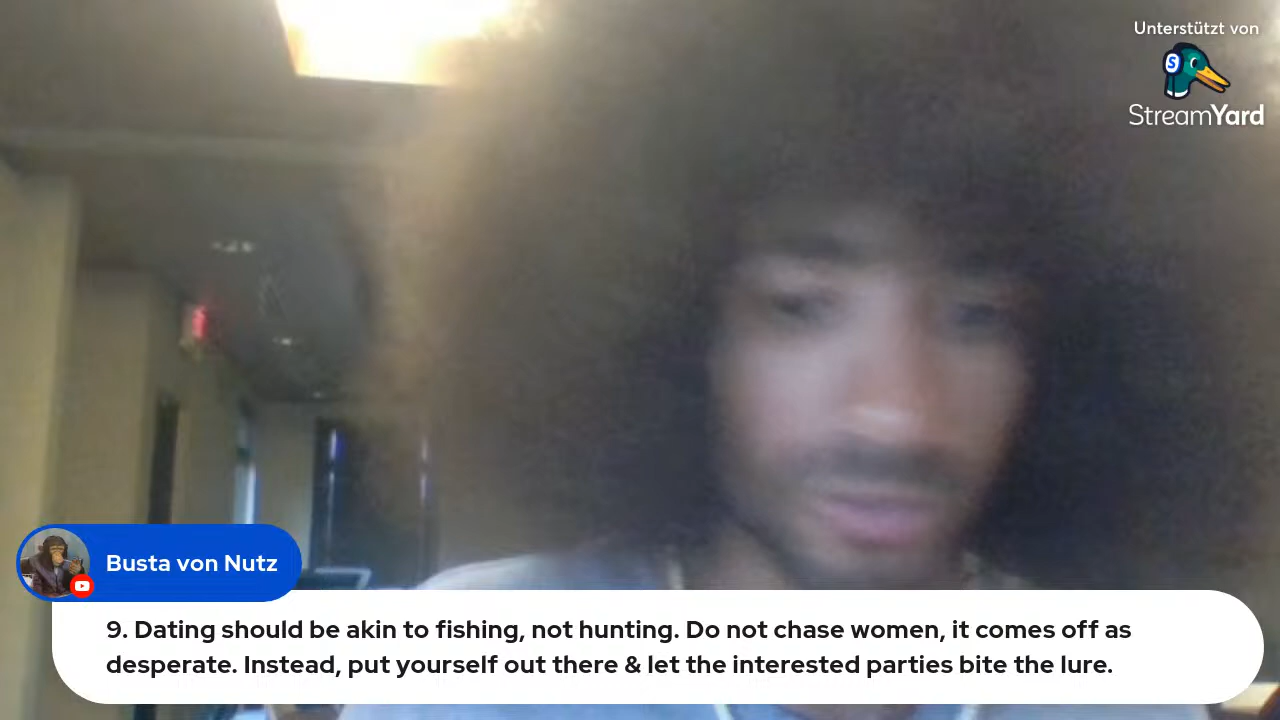 Unterstützt von
StreamYard
Busta von Nutz
9. Dating should be akin to fishing, not hunting. Do not chase women, it comes off as
desperate. Instead, put yourself out there & let the interested parties bite the lure.